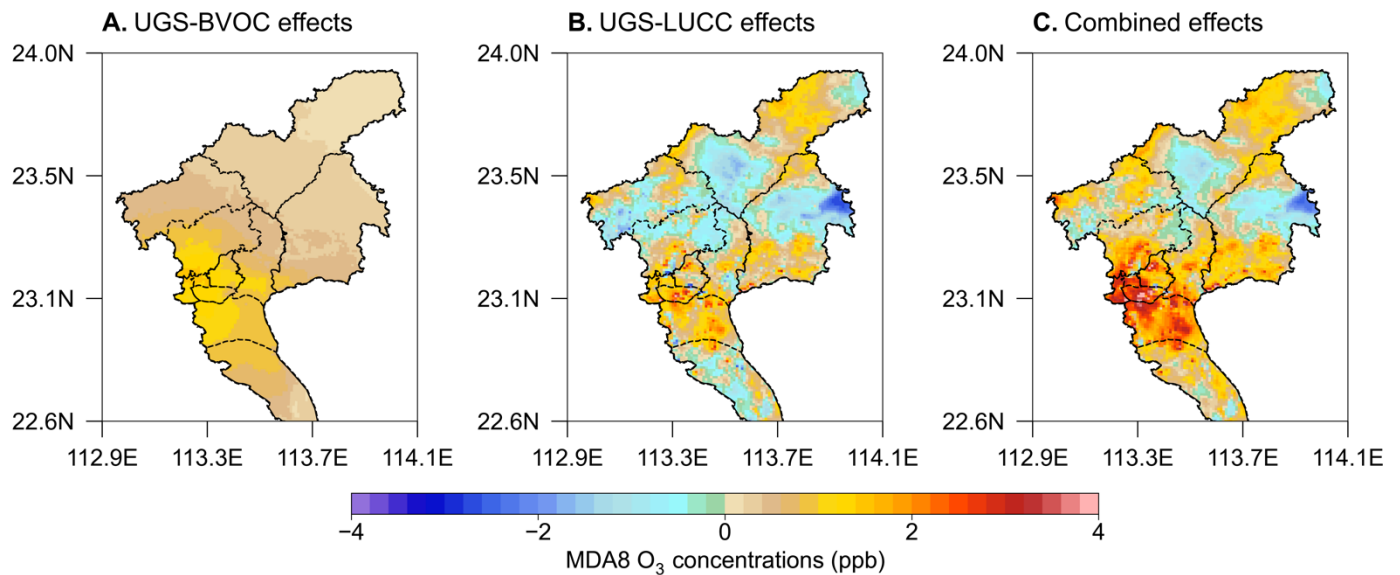 A. UGS-BVOC effects
B. UGS-LUCC effects
C. Combined effects
24.0N
23.5N
23.1N
22.6N
112.9E 113.3E 113.7E 114.1E
24.0N
23.5N
23.1N
22.6N
112.9E 113.3E 113.7E 114.1E
24.0N
23.5N
23.1N
22.6N
112.9E 113.3E 113.7E 114.1E
−4 −2 0 2 4
MDA8 O₃ concentrations (ppb)